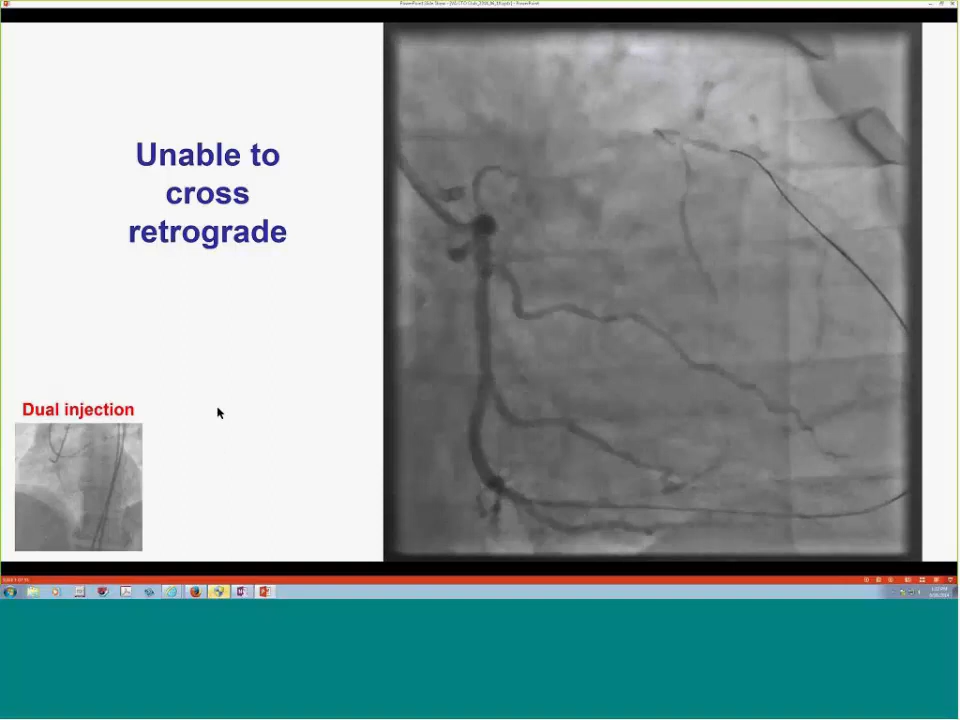 Unable to
cross
retrograde
Dual injection